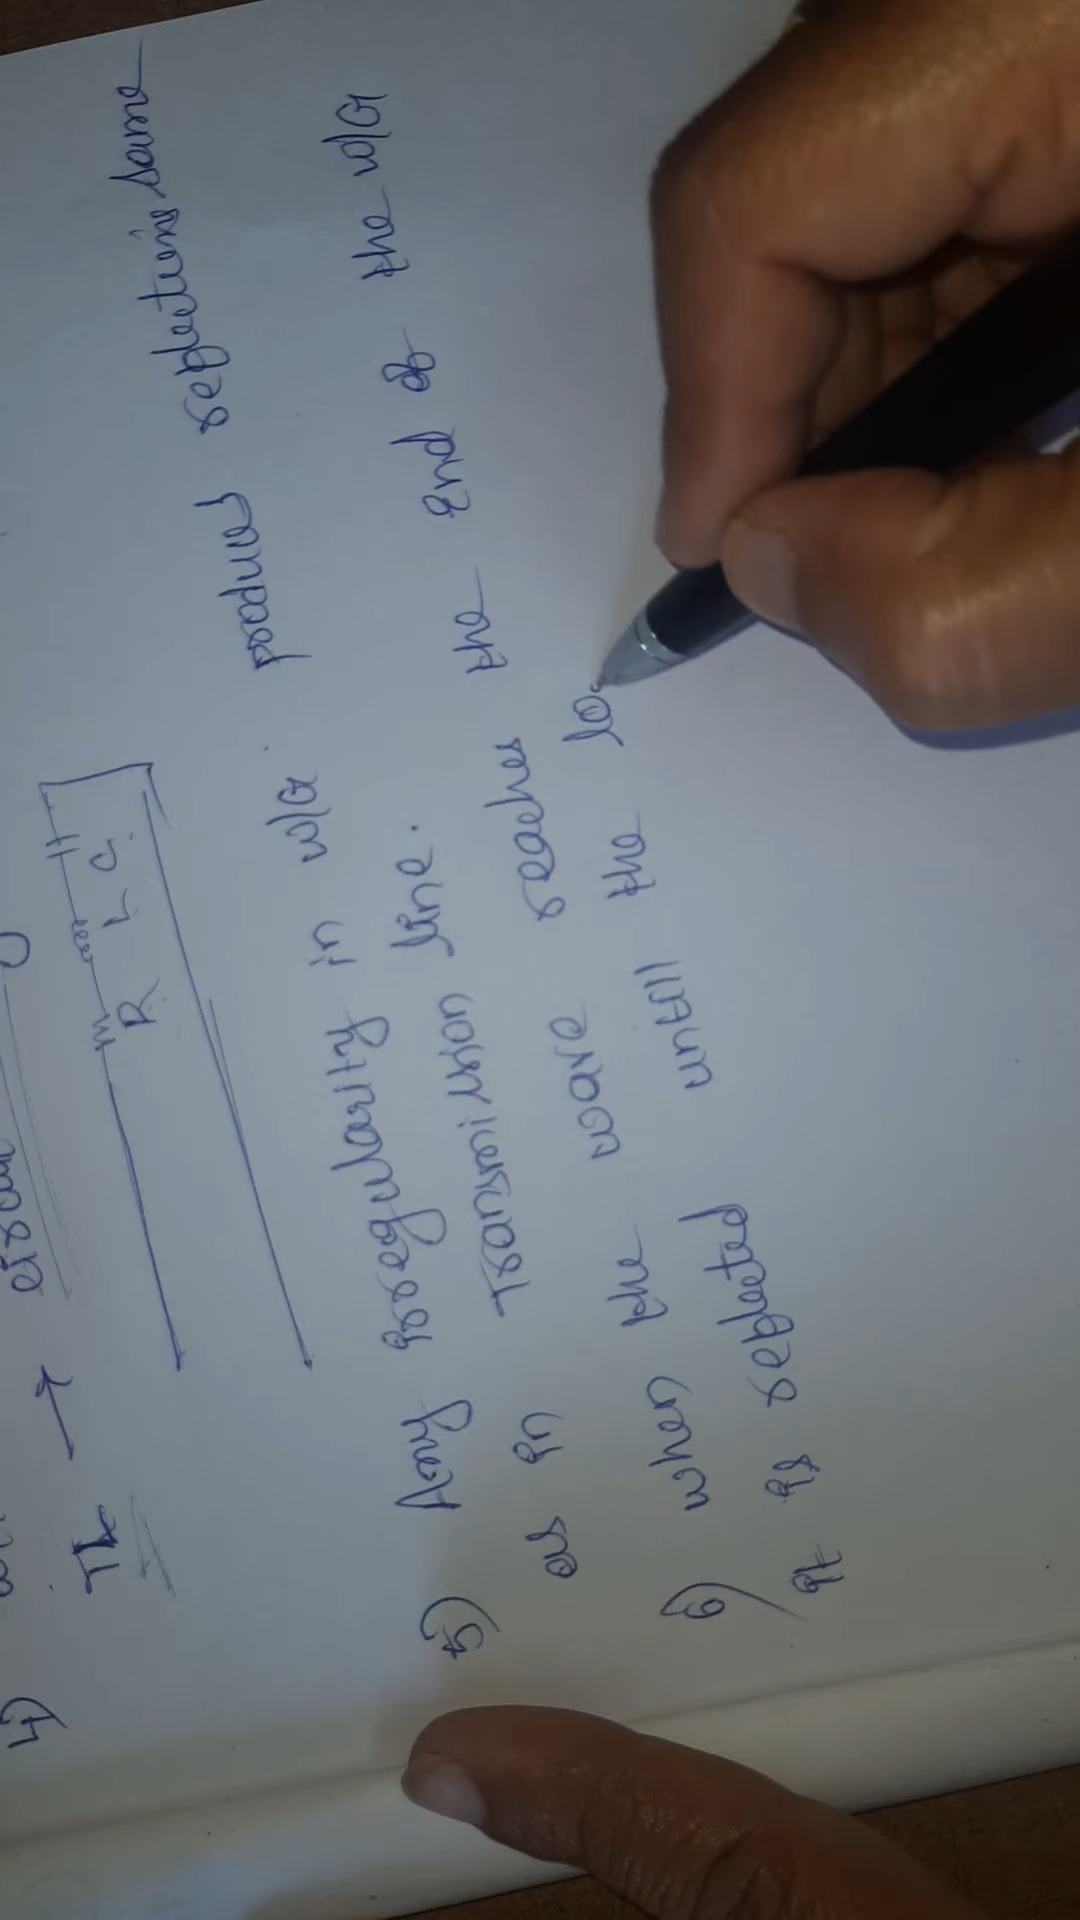 4)
TL →
R L C
5) Any irregularity in W/G. produces reflections same
as in Transmission line.
6) when the wave reaches the end of the W/G
it is reflected untill the lo